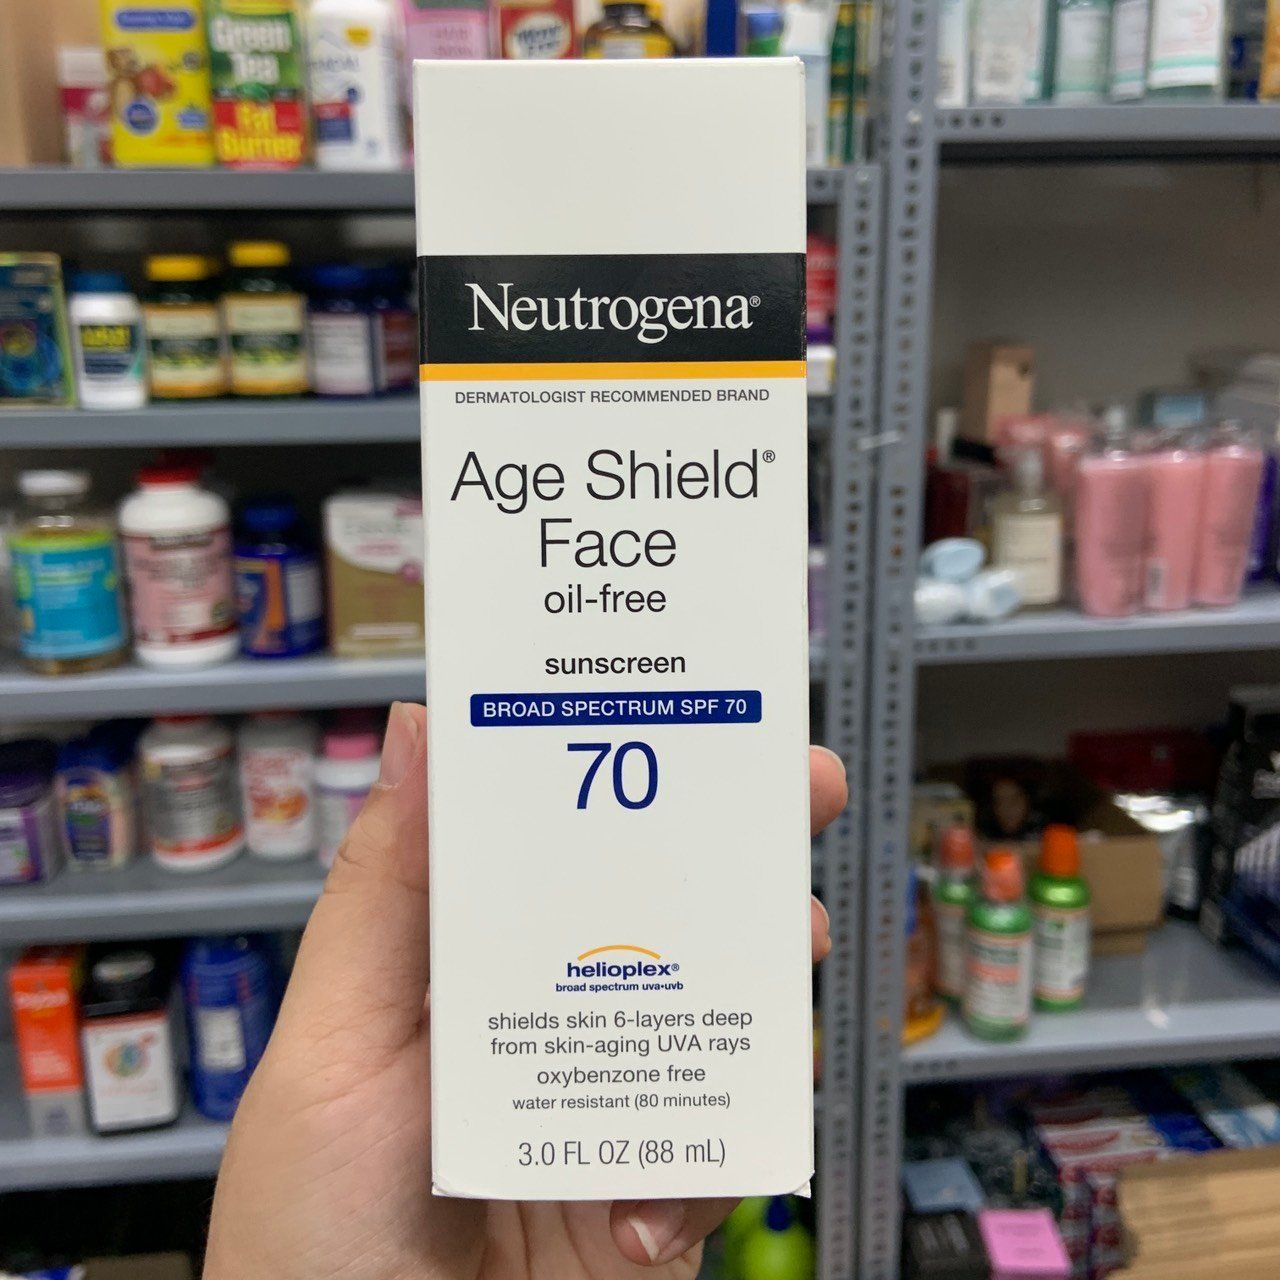 Green
Tea
Fat
Burner
Neutrogena®
DERMATOLOGIST RECOMMENDED BRAND
Age Shield®
Face
oil-free
sunscreen
BROAD SPECTRUM SPF 70
70
helioplex®
broad spectrum uva•uvb
shields skin 6-layers deep
from skin-aging UVA rays
oxybenzone free
water resistant (80 minutes)
3.0 FL OZ (88 mL)